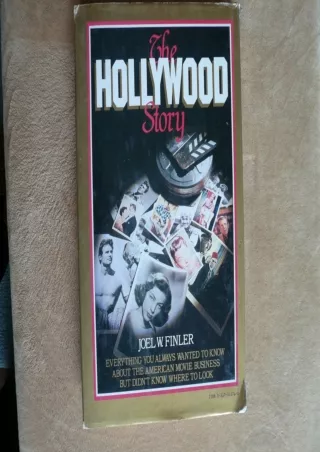 The
HOLLYWOOD
Story
JOEL W. FINLER
EVERYTHING YOU ALWAYS WANTED TO KNOW
ABOUT THE AMERICAN MOVIE BUSINESS
BUT DIDN'T KNOW WHERE TO LOOK